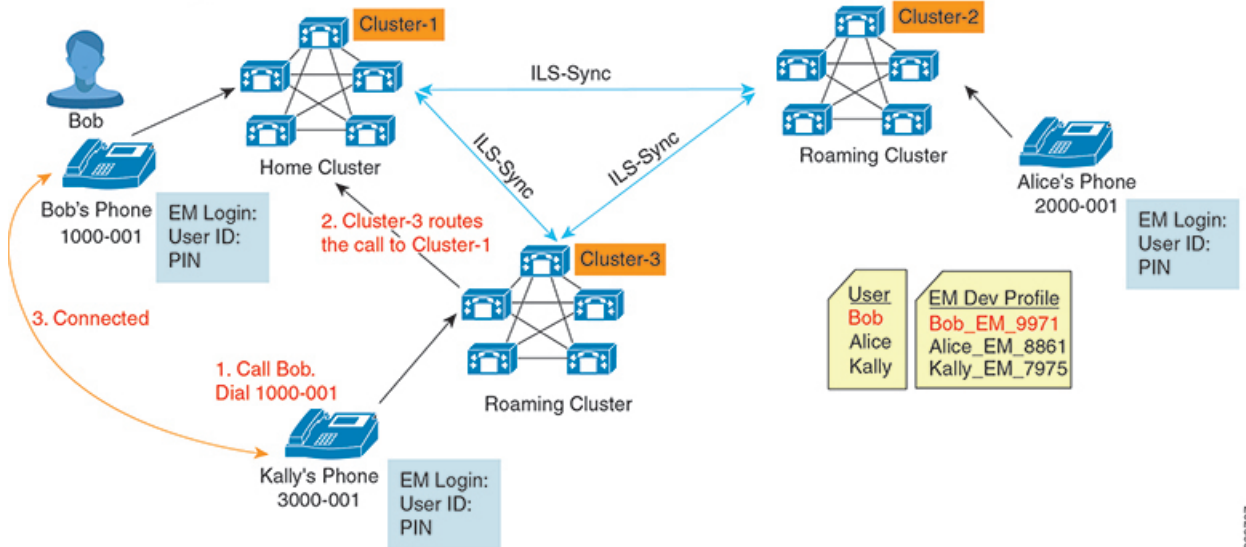 Cluster-1
Cluster-2
ILS-Sync
Bob
Home Cluster
ILS-Sync
ILS-Sync
Roaming Cluster
Bob's Phone
1000-001
EM Login:
User ID:
PIN
Alice's Phone
2000-001
EM Login:
User ID:
PIN
2. Cluster-3 routes
the call to Cluster-1
Cluster-3
3. Connected
1. Call Bob.
Dial 1000-001
Roaming Cluster
User
Bob
Alice
Kally
EM Dev Profile
Bob_EM_9971
Alice_EM_8861
Kally_EM_7975
Kally's Phone
3000-001
EM Login:
User ID:
PIN